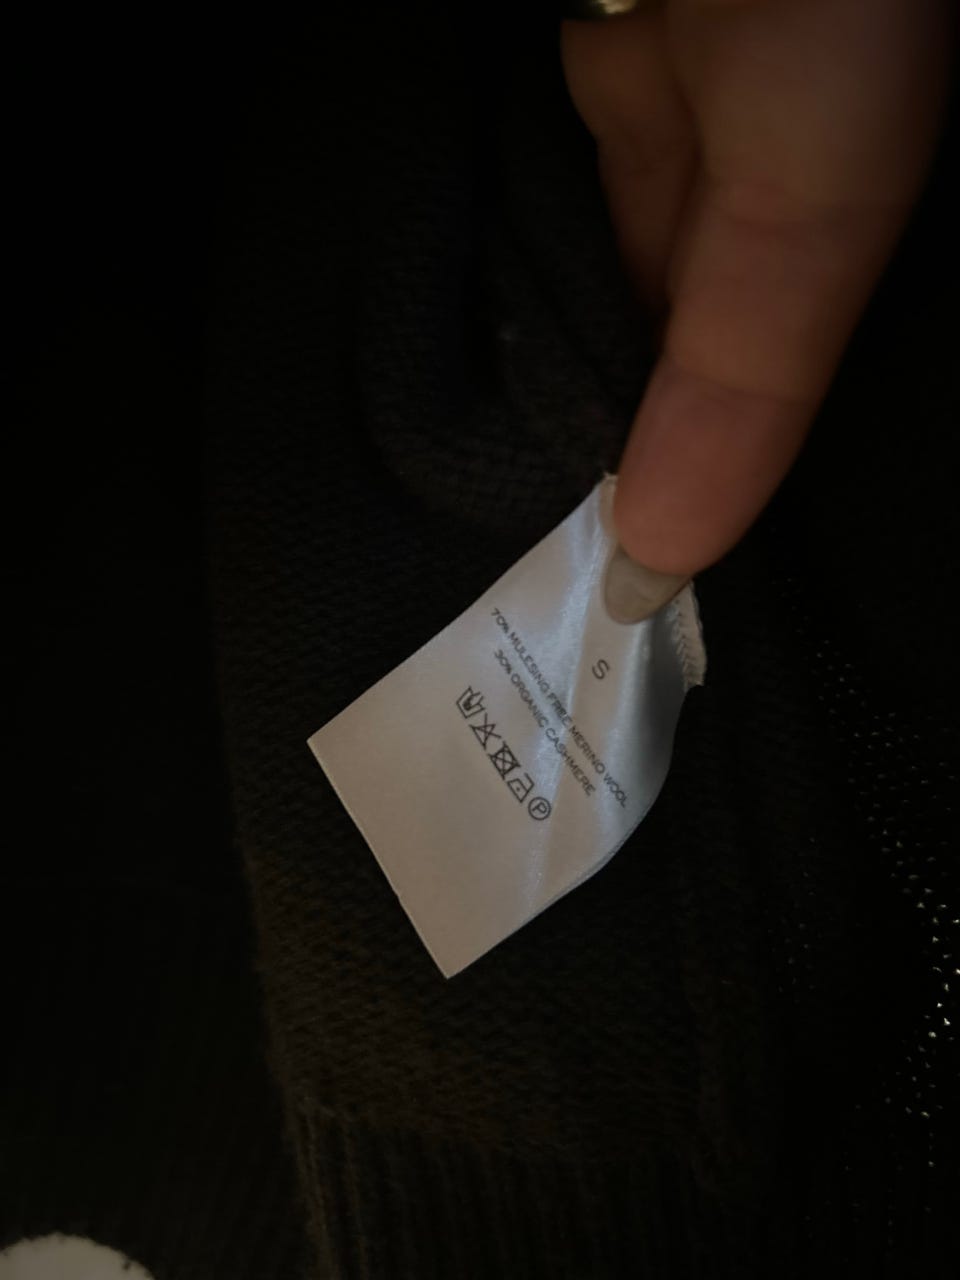 S
70% MULESING FREE MERINO WOOL
30% ORGANIC CASHMERE
P